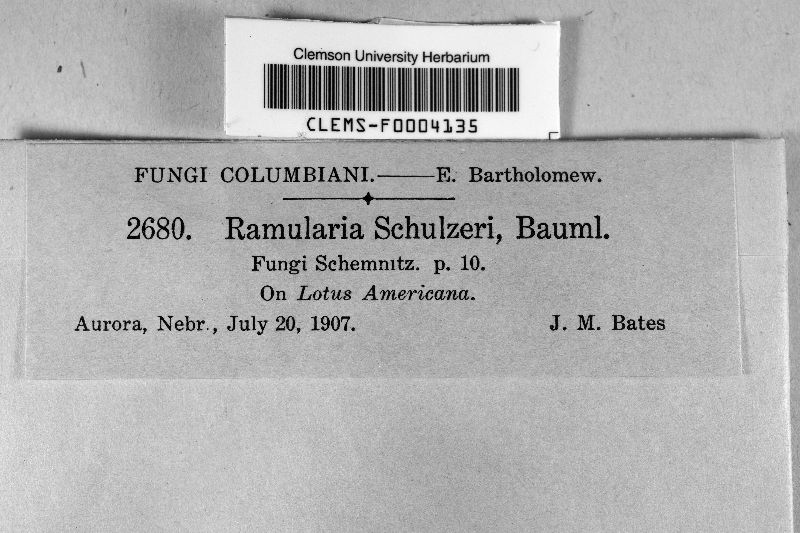 Clemson University Herbarium
CLEMS-F0004135
FUNGI COLUMBIANI.——E. Bartholomew.
2680. Ramularia Schulzeri, Bauml.
Fungi Schemnitz. p. 10.
On Lotus Americana.
Aurora, Nebr., July 20, 1907. J. M. Bates